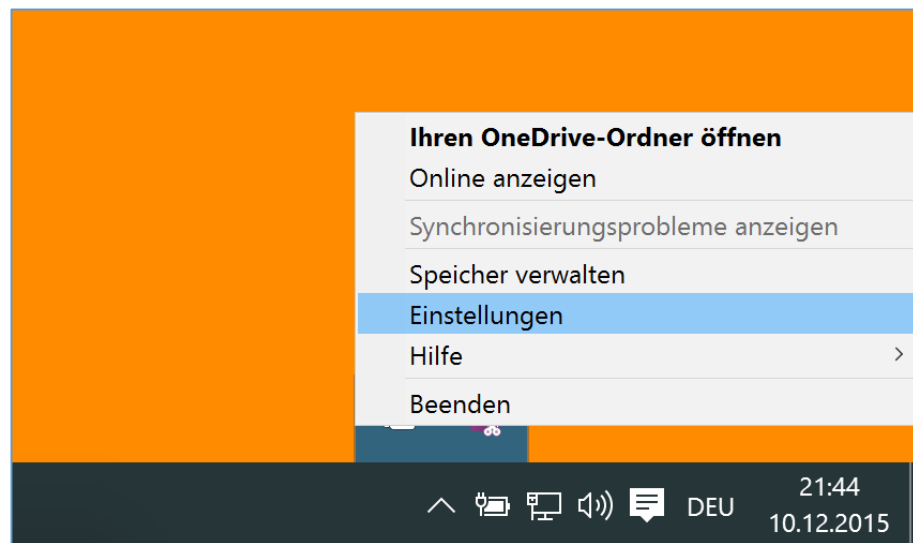 Ihren OneDrive-Ordner öffnen
Online anzeigen
Synchronisierungsprobleme anzeigen
Speicher verwalten
Einstellungen
Hilfe
Beenden
DEU
21:44
10.12.2015